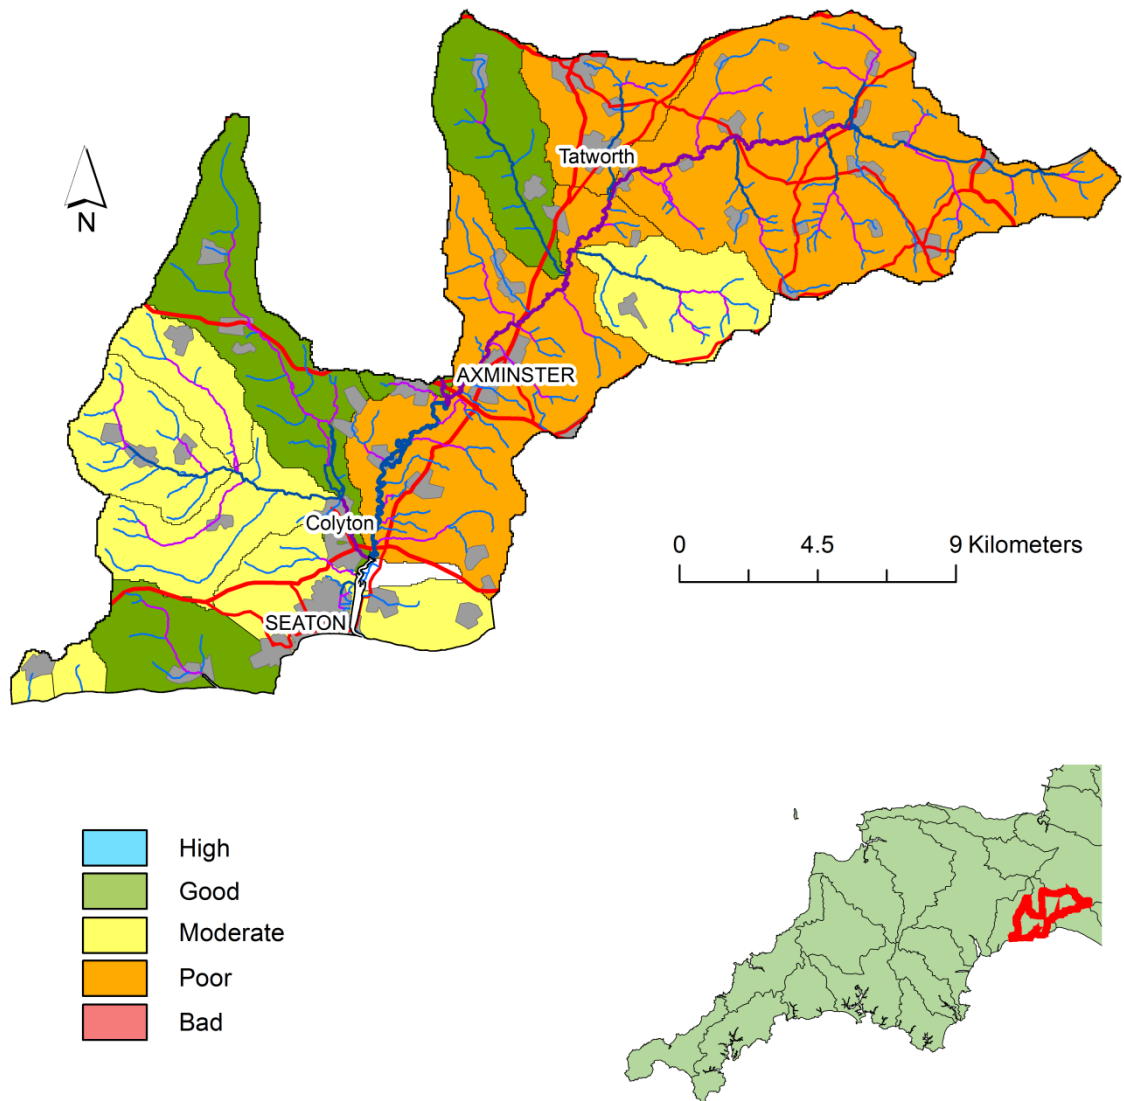 Tatworth
N
AXMINSTER
Colyton
0 4.5 9 Kilometers
SEATON
High
Good
Moderate
Poor
Bad